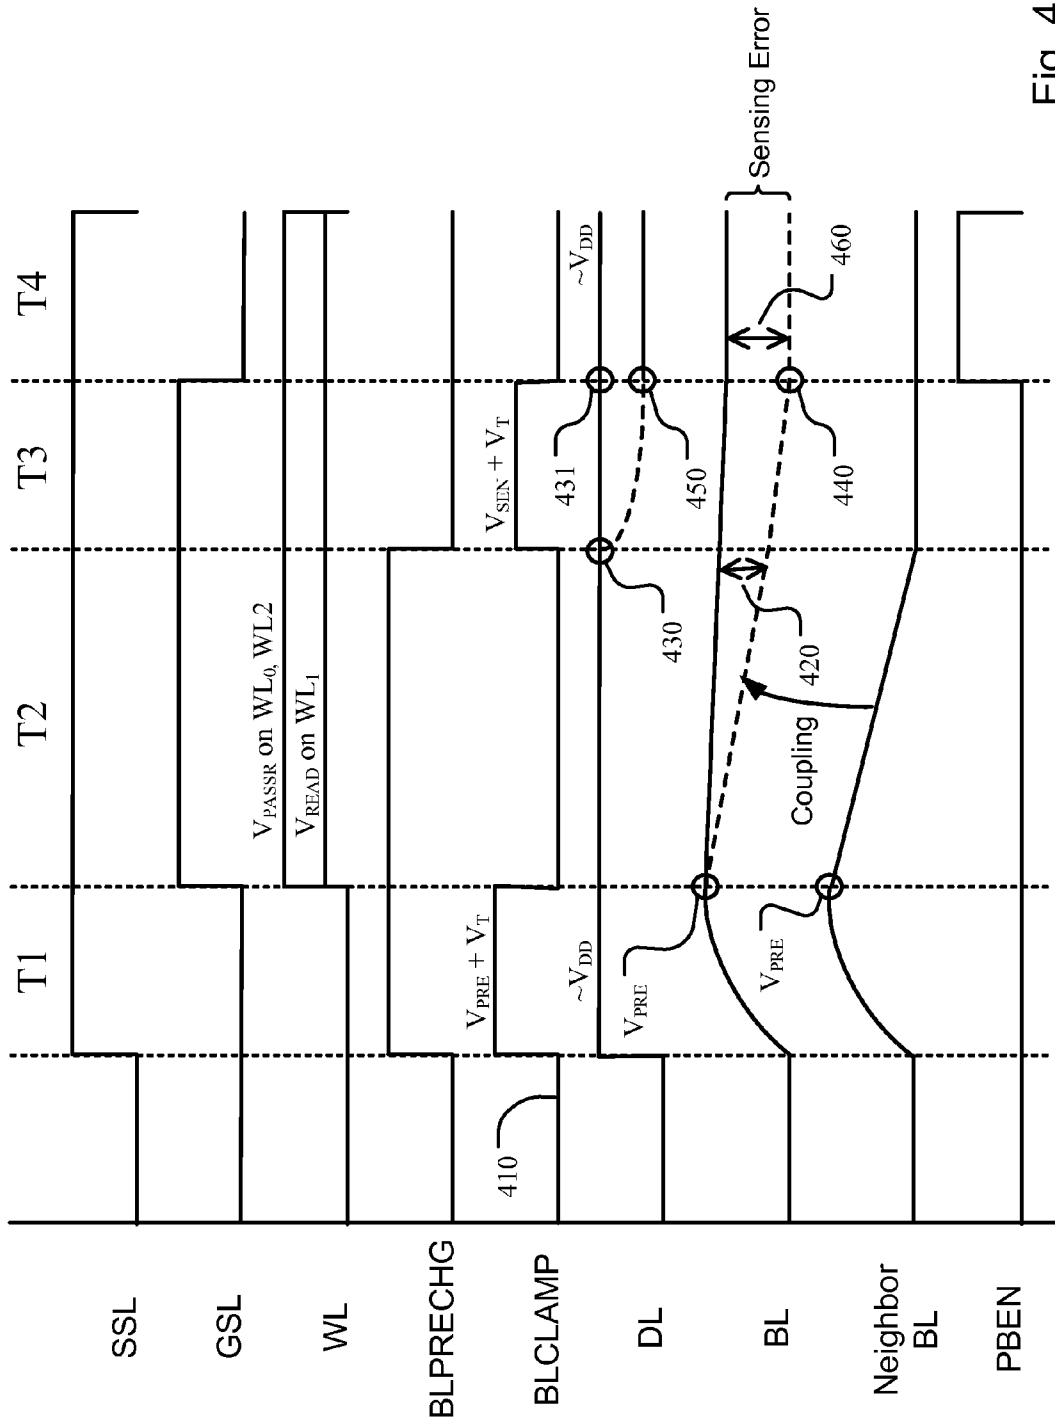 T1
T2
T3
T4
SSL
GSL
WL
V_PASSR on WL_0, WL2
V_READ on WL_1
BLPRECHG
BLCLAMP
410
V_PRE + V_T
V_SEN + V_T
DL
~V_DD
430
431
450
~V_DD
BL
V_PRE
420
440
460
Sensing Error
Coupling
Neighbor
BL
V_PRE
PBEN
Fig. 4